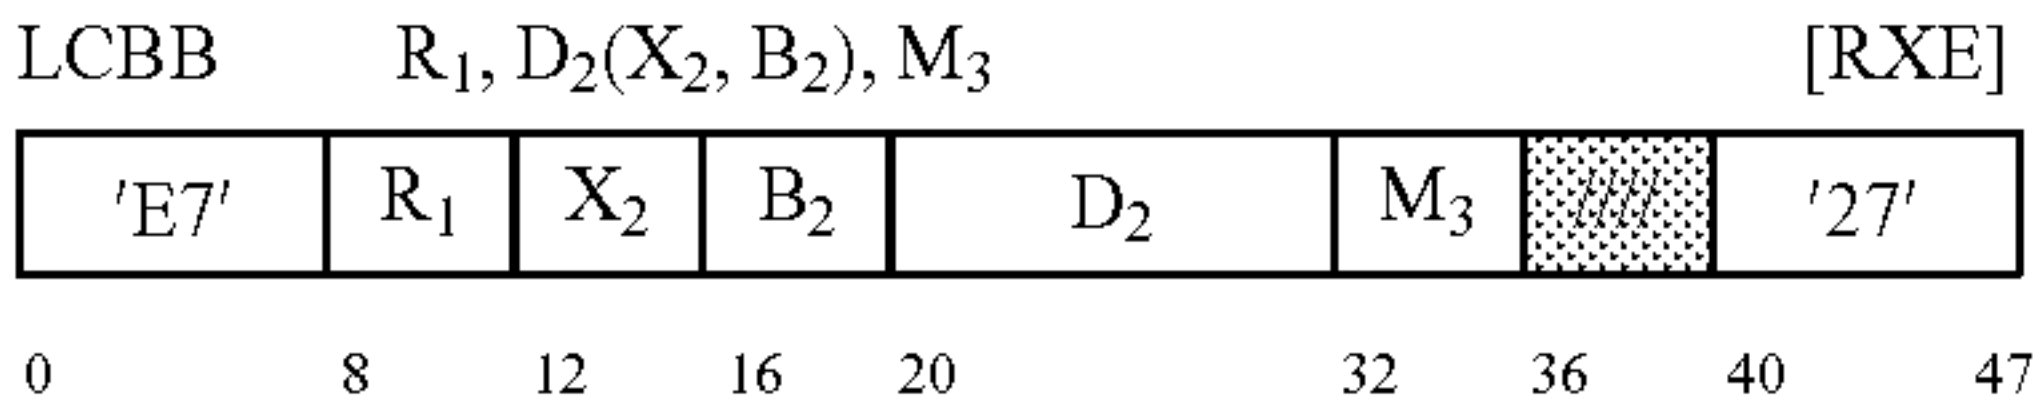 LCBB R₁, D₂(X₂, B₂), M₃ [RXE]
'E7' R₁ X₂ B₂ D₂ M₃ //// '27'
0 8 12 16 20 32 36 40 47